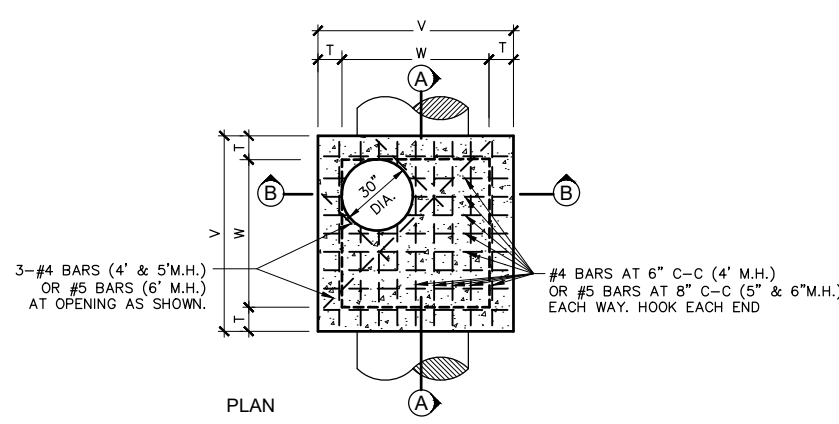 V
T
W
T
A
T
B
30"
DIA.
B
V
W
3-#4 BARS (4' & 5'M.H.)
OR #5 BARS (6' M.H.)
AT OPENING AS SHOWN.
#4 BARS AT 6" C-C (4' M.H.)
OR #5 BARS AT 8" C-C (5" & 6"M.H.)
EACH WAY. HOOK EACH END
T
PLAN
A